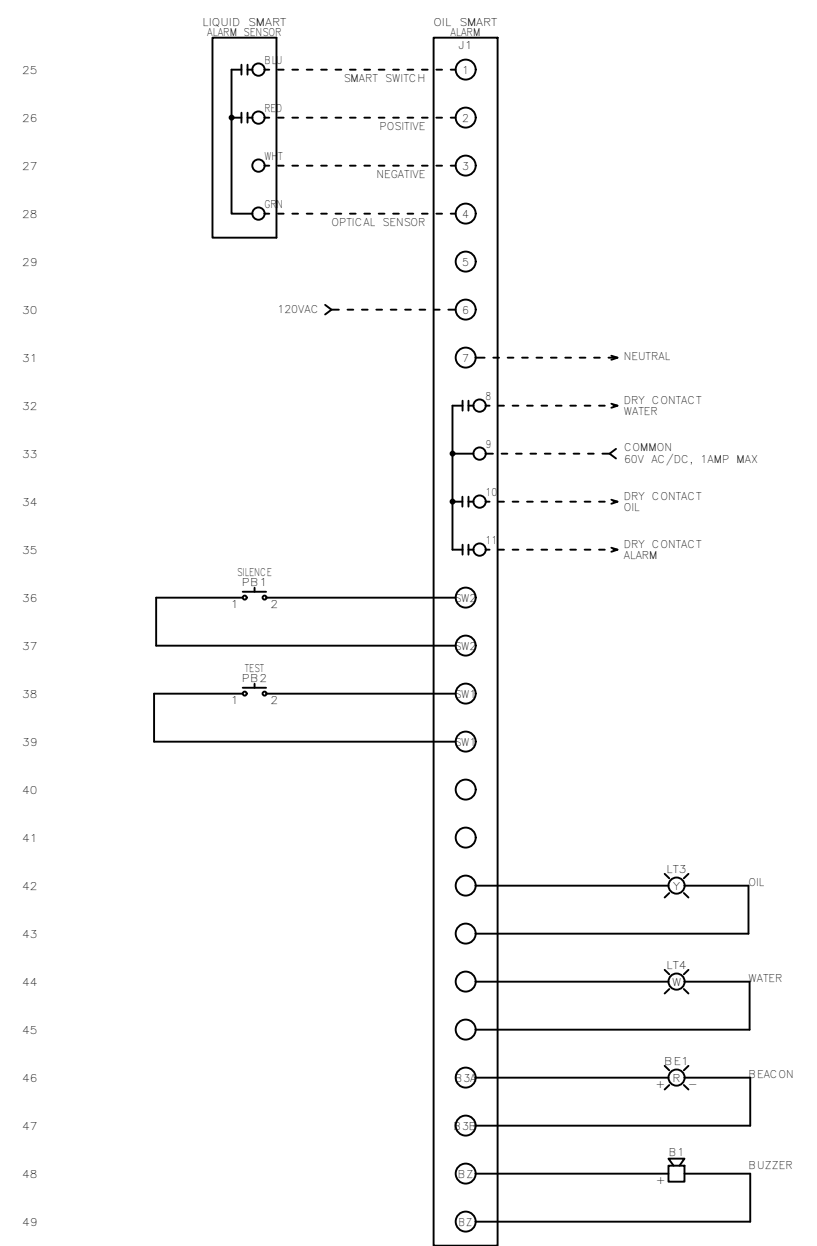 LIQUID SMART
ALARM SENSOR
OIL SMART
ALARM
J1
25
BLU
SMART SWITCH
1
26
RED
POSITIVE
2
27
WHT
NEGATIVE
3
28
GRN
OPTICAL SENSOR
4
29
5
30
120VAC
6
31
7
NEUTRAL
32
8
DRY CONTACT
WATER
33
9
COMMON
60V AC/DC, 1AMP MAX
34
10
DRY CONTACT
OIL
35
11
DRY CONTACT
ALARM
36
SILENCE
PB1
1 2
SW2
37
SW2
38
TEST
PB2
1 2
SW1
39
SW1
40
41
42
LT3
Y
OIL
43
44
LT4
W
WATER
45
46
B3A
BE1
+ R -
BEACON
47
B3B
48
BZ
B1
+
BUZZER
49
BZ